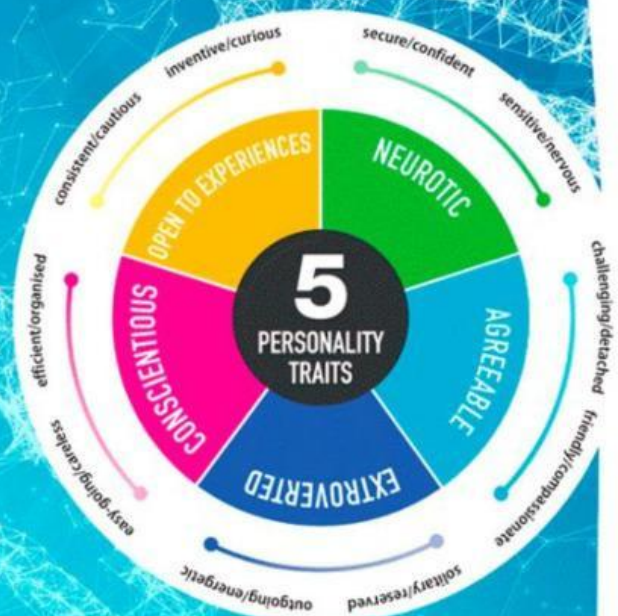 5
PERSONALITY
TRAITS
OPEN TO EXPERIENCES
consistent/cautious
inventive/curious
NEUROTIC
secure/confident
sensitive/nervous
AGREEABLE
challenging/detached
friendly/compassionate
EXTROVERTED
solitary/reserved
outgoing/energetic
CONSCIENTIOUS
easy-going/careless
efficient/organised